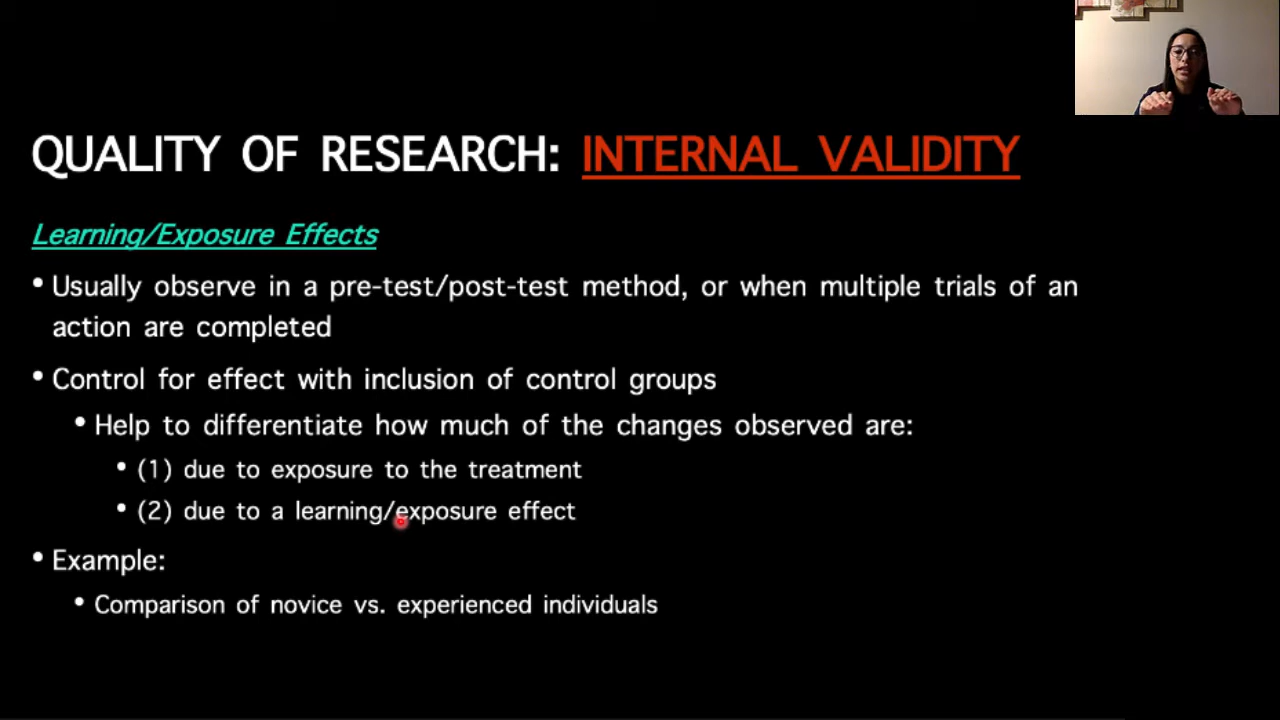 QUALITY OF RESEARCH: INTERNAL VALIDITY
Learning/Exposure Effects
• Usually observe in a pre-test/post-test method, or when multiple trials of an
action are completed
• Control for effect with inclusion of control groups
• Help to differentiate how much of the changes observed are:
• (1) due to exposure to the treatment
• (2) due to a learning/exposure effect
• Example:
• Comparison of novice vs. experienced individuals